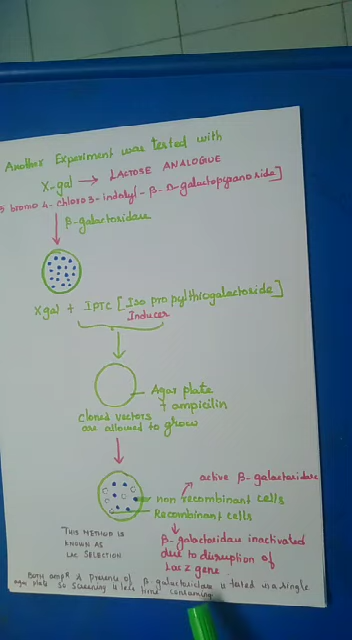 Another Experiment was tested with
X-gal → LACTOSE ANALOGUE
5 bromo 4-chloro 3-indolyl-β-D-galactopyranoside]
β-galactosidase
Xgal + IPTC [Iso propylthiogalactoside]
Inducer
Agar plate
+ ampicilin
cloned vectors
are allowed to grow
active β-galactosidase
non recombinant cells
Recombinant cells
β-galactosidase inactivated
due to disruption of
Lac Z gene
THIS METHOD IS
KNOWN AS
LAC SELECTION
Both amp^R & presence of β-galactosidase is tested in a single
agar plate so screening is less time consuming